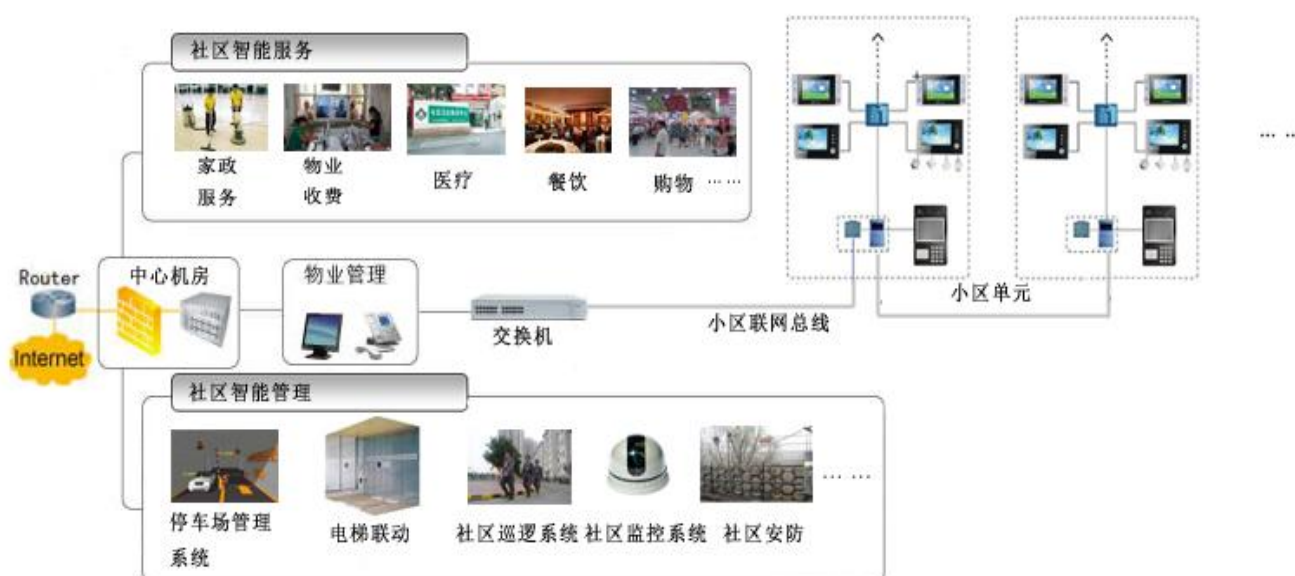 社区智能服务
家政
服务
物业
收费
医疗
餐饮
购物 … …
… …
小区单元
Router
Internet
中心机房
物业管理
交换机
小区联网总线
社区智能管理
停车场管理
系统
电梯联动
社区巡逻系统
社区监控系统
社区安防
… …